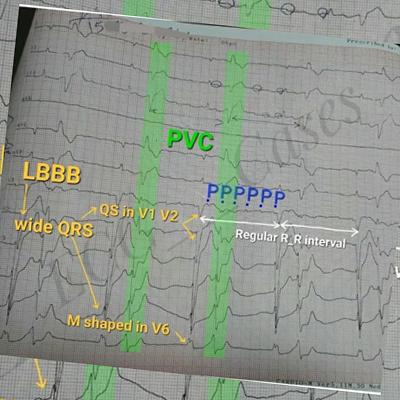 PVC
LBBB
PPPPPP
QS in V1 V2
wide QRS
Regular R_R interval
M shaped in V6
Cases